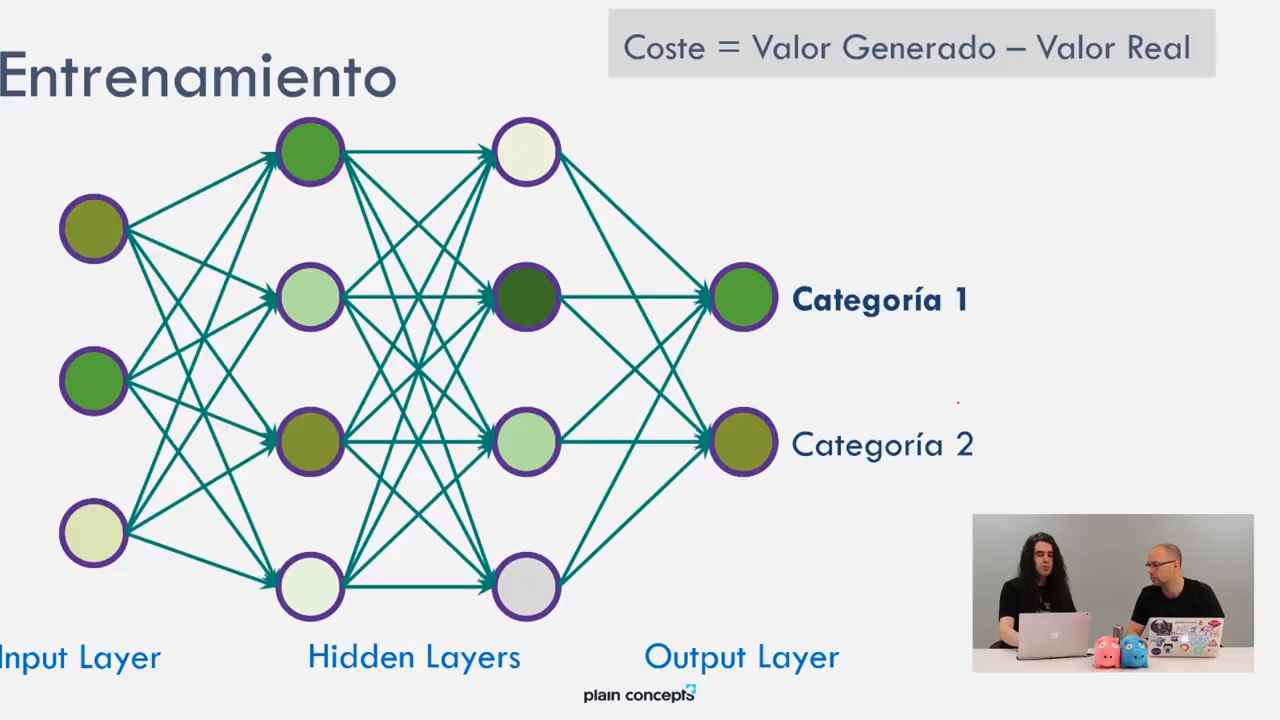 Coste = Valor Generado – Valor Real
Entrenamiento
Categoría 1
Categoría 2
Input Layer
Hidden Layers
Output Layer
plain concepts